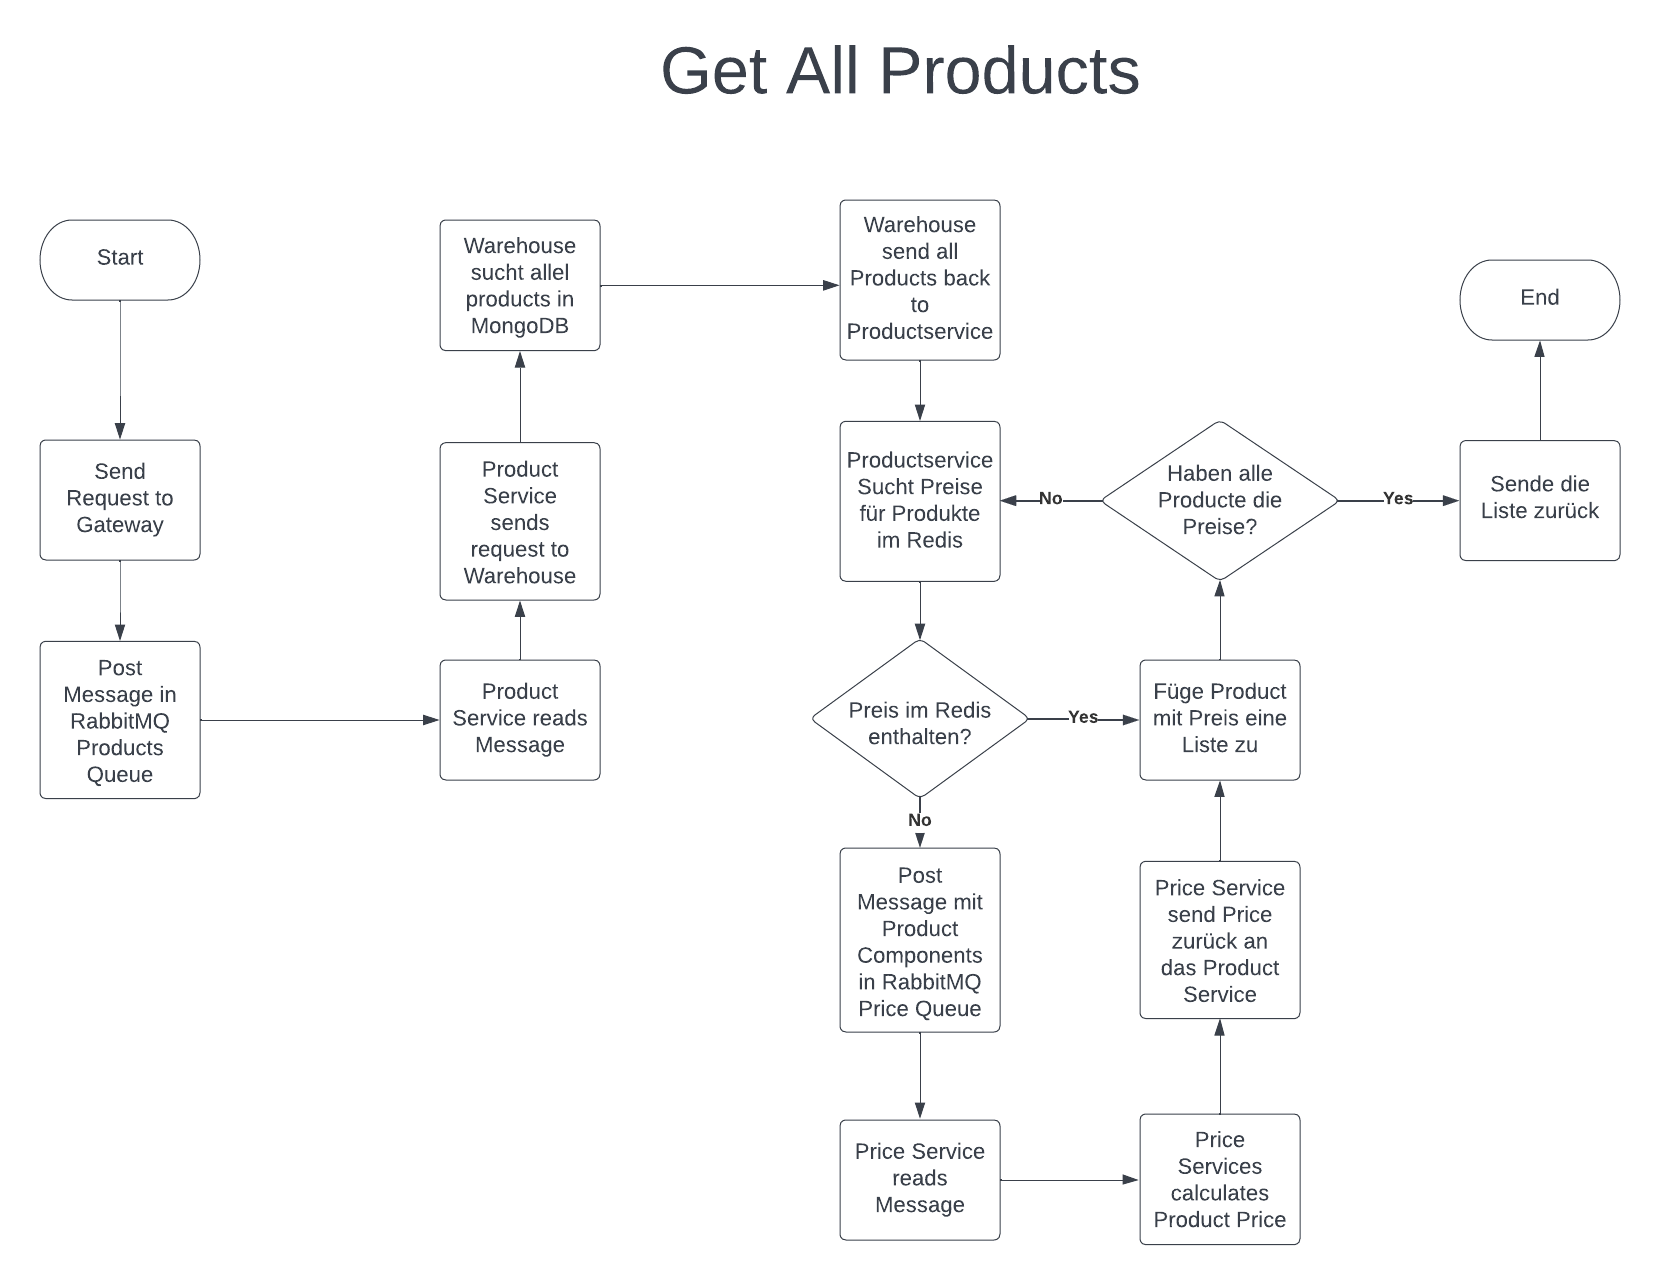 Get All Products
Start
Send
Request to
Gateway
Post
Message in
RabbitMQ
Products
Queue
Product
Service reads
Message
Product
Service
sends
request to
Warehouse
Warehouse
sucht allel
products in
MongoDB
Warehouse
send all
Products back
to
Productservice
Productservice
Sucht Preise
für Produkte
im Redis
Preis im Redis
enthalten?
Yes
No
Post
Message mit
Product
Components
in RabbitMQ
Price Queue
Price Service
reads
Message
Price
Services
calculates
Product Price
Price Service
send Price
zurück an
das Product
Service
Füge Product
mit Preis eine
Liste zu
Haben alle
Producte die
Preise?
No
Yes
Sende die
Liste zurück
End